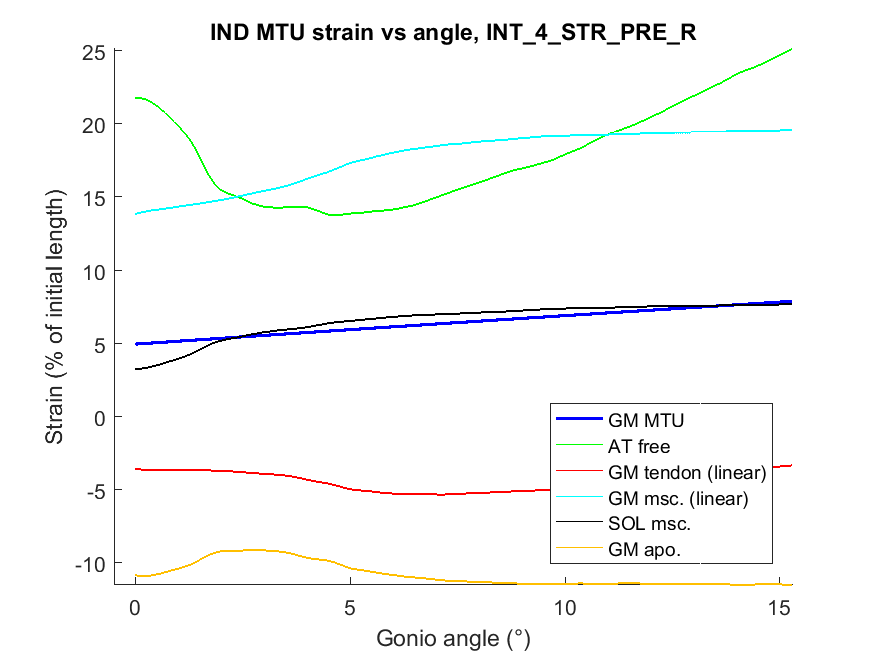 IND MTU strain vs angle, INT_4_STR_PRE_R
25
20
15
10
5
0
-5
-10
Strain (% of initial length)
GM MTU
AT free
GM tendon (linear)
GM msc. (linear)
SOL msc.
GM apo.
0 5 10 15
Gonio angle (°)